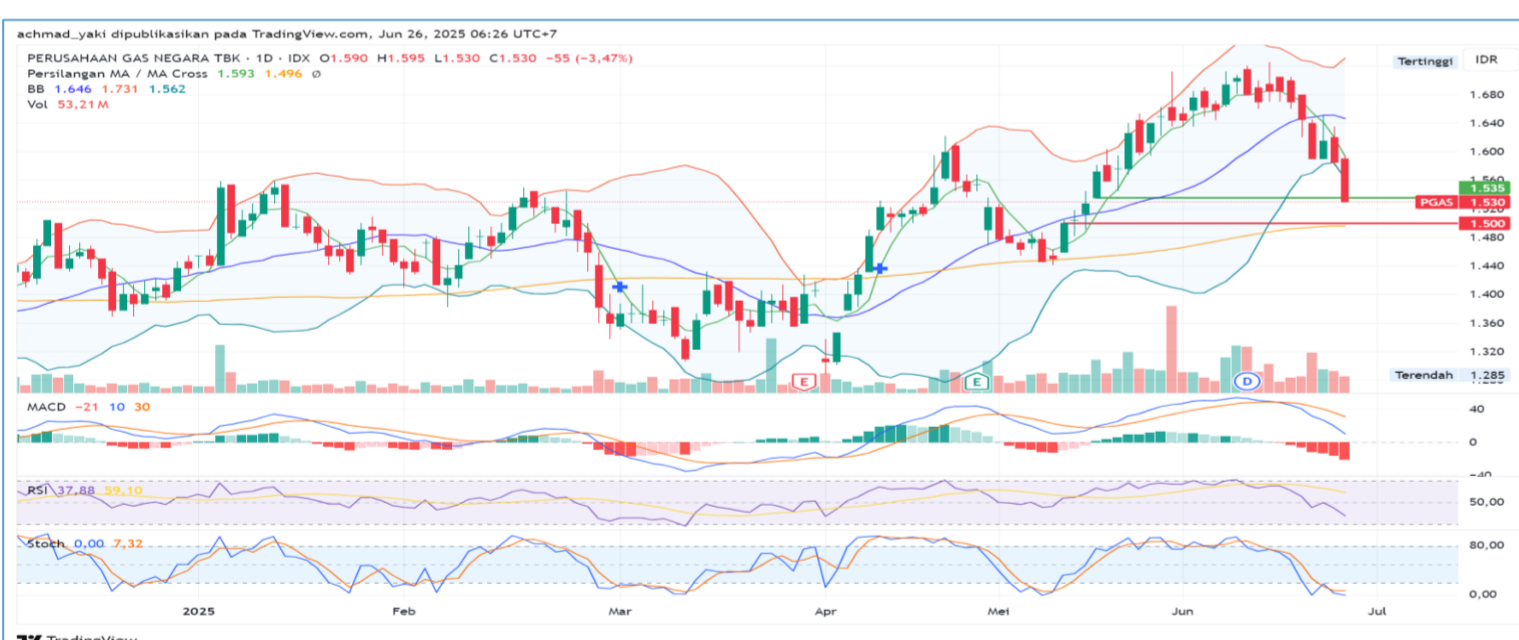 achmad_yaki dipublikasikan pada TradingView.com, Jun 26, 2025 06:26 UTC+7
PERUSAHAAN GAS NEGARA TBK · 1D · IDX O1.590 H1.595 L1.530 C1.530 −55 (−3,47%)
Persilangan MA / MA Cross 1.593 1.496 ∅
BB 1.646 1.731 1.562
Vol 53,21 M
Tertinggi
IDR
1.680
1.640
1.600
1.560
1.535
PGAS 1.530
1.520
1.500
1.480
1.440
1.400
1.360
1.320
Terendah 1.285
E
E
D
MACD −21 10 30
40
0
−40
RSI 37,88 59,10
50,00
Stoch 0,00 7,32
80,00
0,00
2025 Feb Mar Apr Mei Jun Jul
TradingView